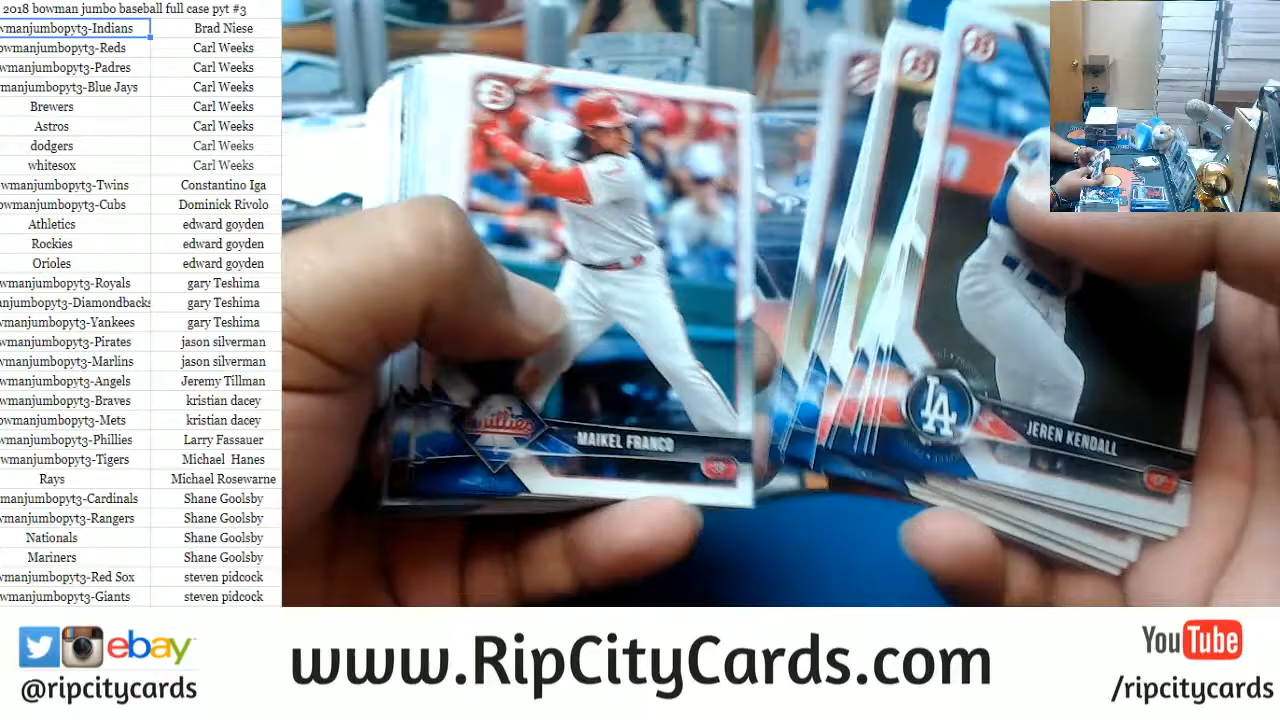 2018 bowman jumbo baseball full case pyt #3
wmanjumbopyt3-Indians Brad Niese
owmanjumbopyt3-Reds Carl Weeks
wmanjumbopyt3-Padres Carl Weeks
manjumbopyt3-Blue Jays Carl Weeks
Brewers Carl Weeks
Astros Carl Weeks
dodgers Carl Weeks
whitesox Carl Weeks
wmanjumbopyt3-Twins Constantino Iga
wmanjumbopyt3-Cubs Dominick Rivolo
Athletics edward goyden
Rockies edward goyden
Orioles edward goyden
wmanjumbopyt3-Royals gary Teshima
anjumbopyt3-Diamondbacks gary Teshima
wmanjumbopyt3-Yankees gary Teshima
wmanjumbopyt3-Pirates jason silverman
wmanjumbopyt3-Marlins jason silverman
wmanjumbopyt3-Angels Jeremy Tillman
wmanjumbopyt3-Braves kristian dacey
owmanjumbopyt3-Mets kristian dacey
wmanjumbopyt3-Phillies Larry Fassauer
wmanjumbopyt3-Tigers Michael Hanes
Rays Michael Rosewarne
manjumbopyt3-Cardinals Shane Goolsby
manjumbopyt3-Rangers Shane Goolsby
Nationals Shane Goolsby
Mariners Shane Goolsby
manjumbopyt3-Red Sox steven pidcock
wmanjumbopyt3-Giants steven pidcock
Phillies
MAIKEL FRANCO
LA
JEREN KENDALL
ebay
@ripcitycards
www.RipCityCards.com
YouTube
/ripcitycards